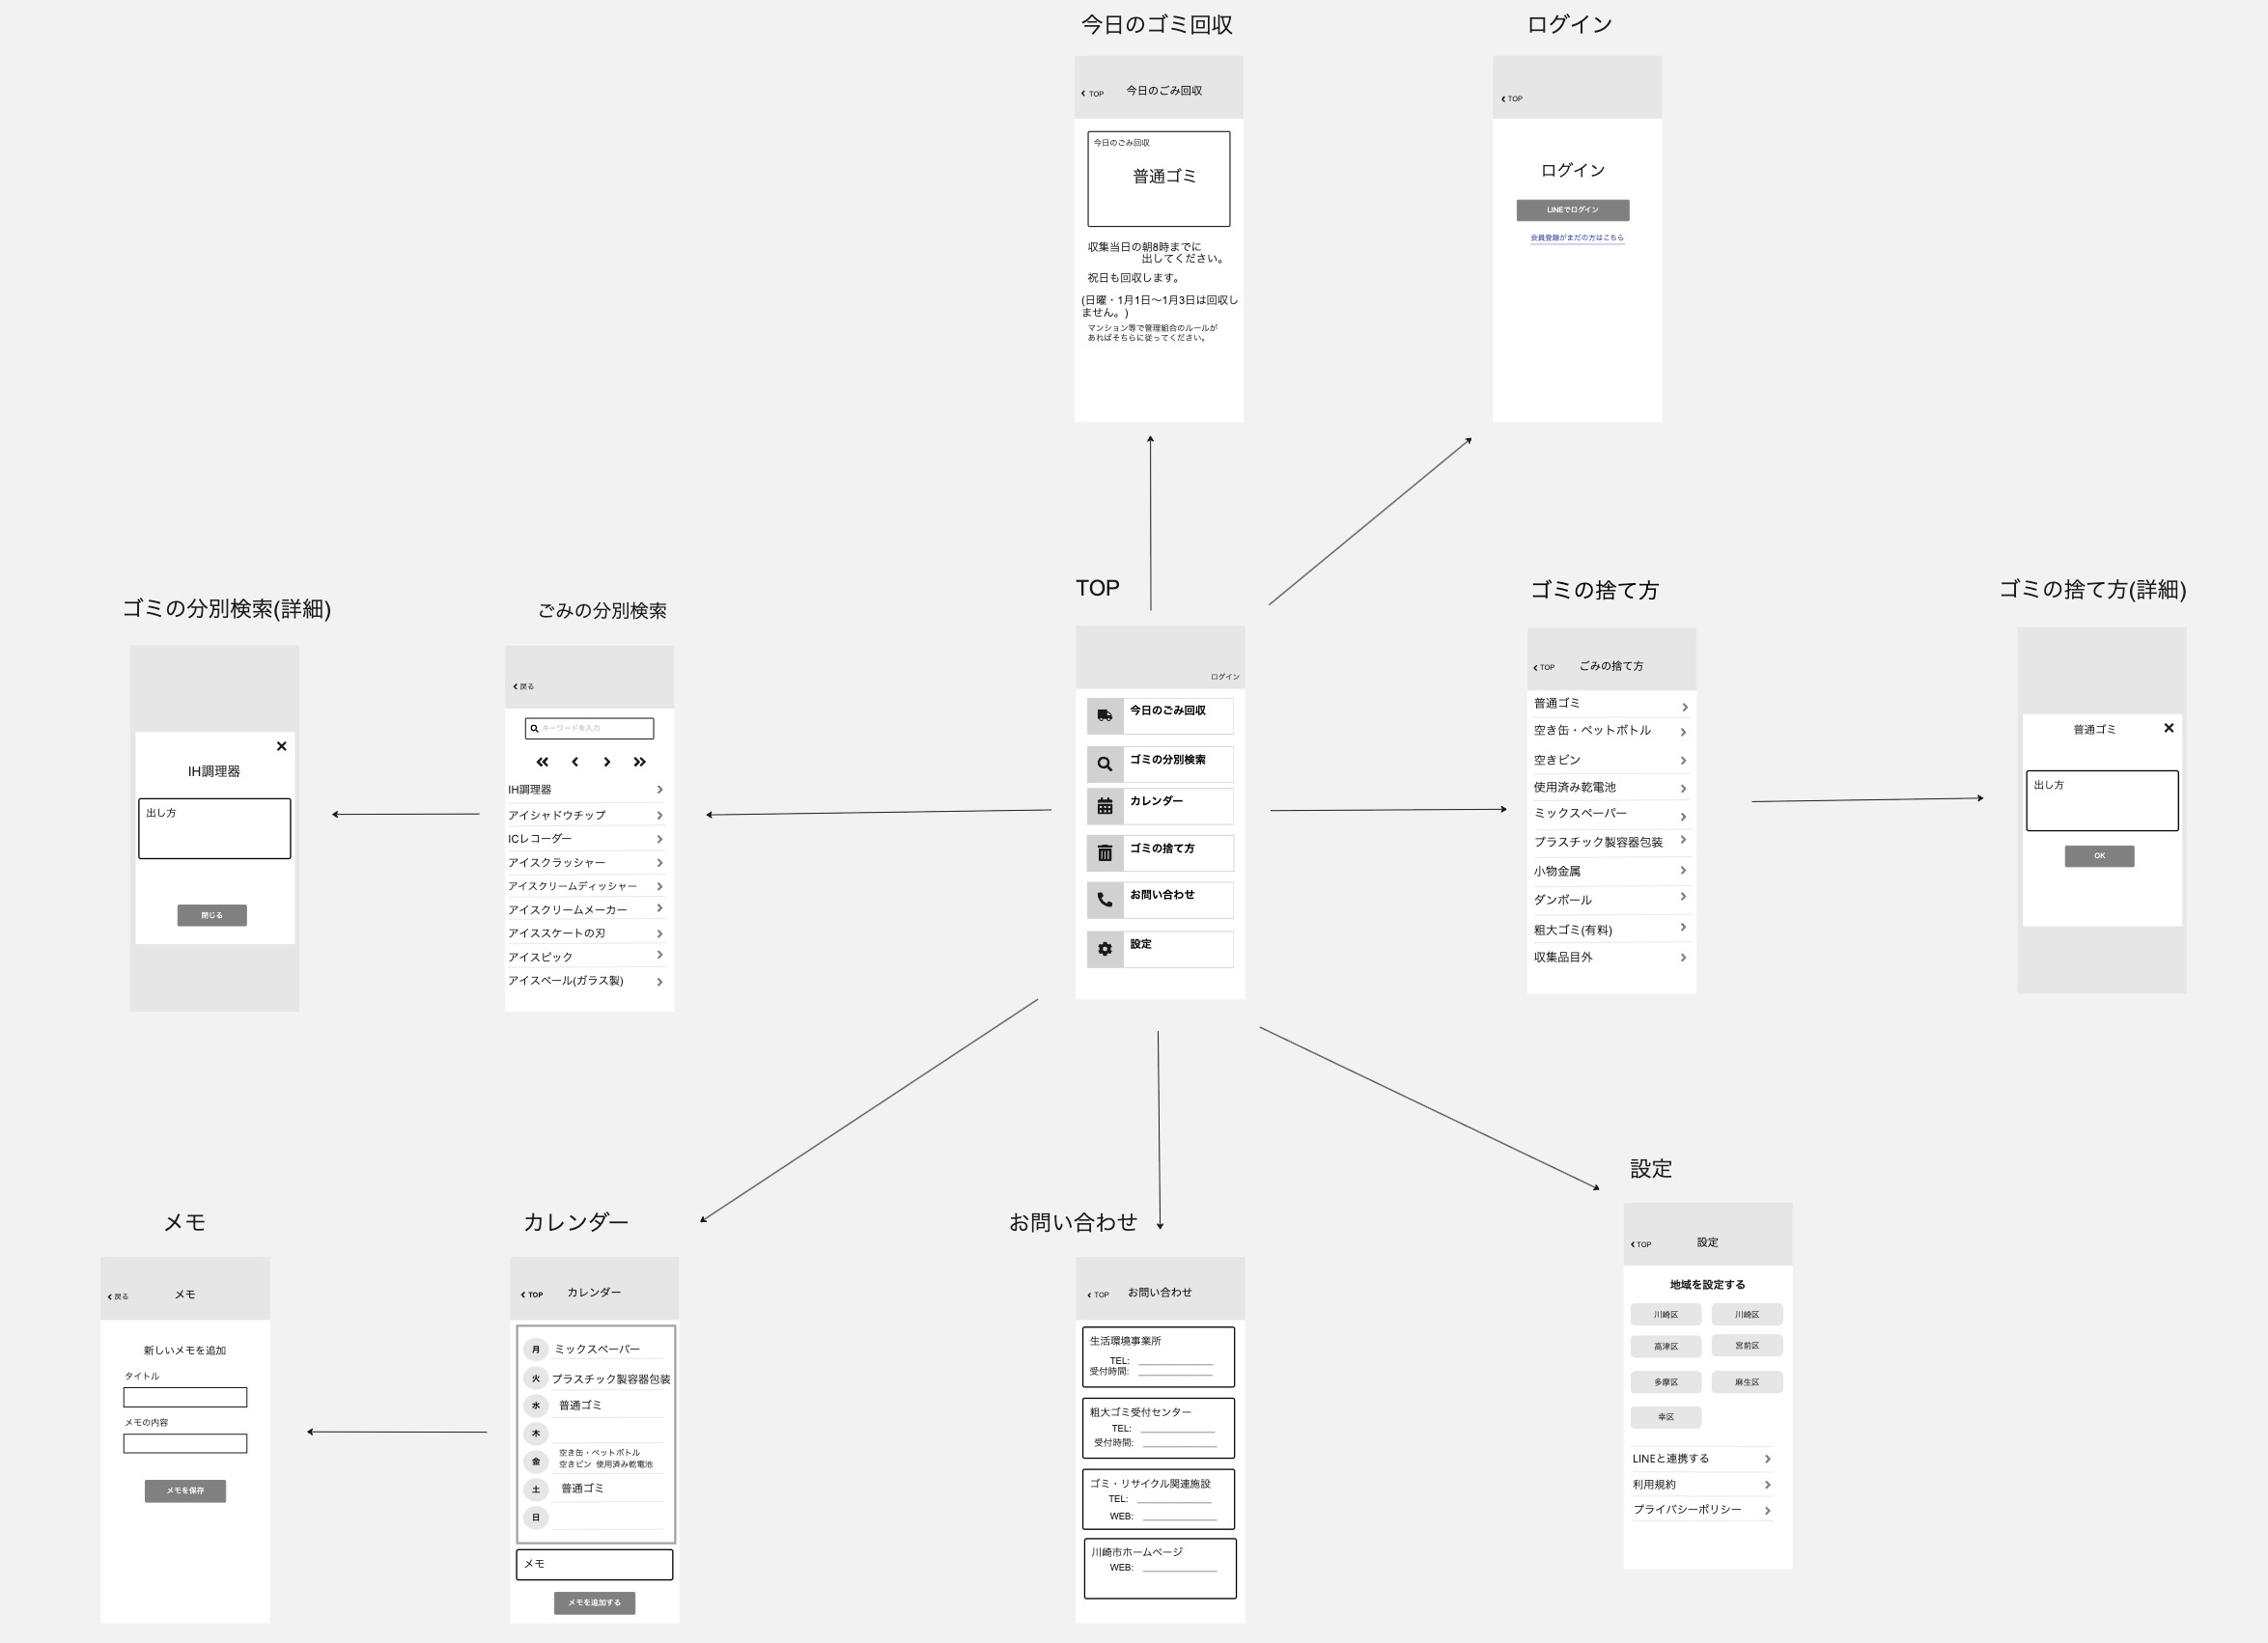 今日のゴミ回収
TOP
今日のごみ回収
今日のごみ回収
普通ゴミ
収集当日の朝8時までに
出してください。
祝日も回収します。
(日曜・1月1日〜1月3日は回収し
ません。)
マンション等で管理組合のルールが
あればそちらに従ってください。
ログイン
TOP
ログイン
LINEでログイン
会員登録がまだの方はこちら
ゴミの分別検索(詳細)
IH調理器
出し方
閉じる
ごみの分別検索
戻る
キーワードを入力
IH調理器
アイシャドウチップ
ICレコーダー
アイスクラッシャー
アイスクリームディッシャー
アイスクリームメーカー
アイススケートの刃
アイスピック
アイスペール(ガラス製)
TOP
ログイン
今日のごみ回収
ゴミの分別検索
カレンダー
ゴミの捨て方
お問い合わせ
設定
ゴミの捨て方
TOP
ごみの捨て方
普通ゴミ
空き缶・ペットボトル
空きビン
使用済み乾電池
ミックスペーパー
プラスチック製容器包装
小物金属
ダンボール
粗大ゴミ(有料)
収集品目外
ゴミの捨て方(詳細)
普通ゴミ
出し方
OK
メモ
戻る
メモ
新しいメモを追加
タイトル
メモの内容
メモを保存
カレンダー
TOP
カレンダー
月 ミックスペーパー
火 プラスチック製容器包装
水 普通ゴミ
木
金 空き缶・ペットボトル
空きビン 使用済み乾電池
土 普通ゴミ
日
メモ
メモを追加する
お問い合わせ
TOP
お問い合わせ
生活環境事業所
TEL:
受付時間:
粗大ゴミ受付センター
TEL:
受付時間:
ゴミ・リサイクル関連施設
TEL:
WEB:
川崎市ホームページ
WEB:
設定
TOP
設定
地域を設定する
川崎区 川崎区
高津区 宮前区
多摩区 麻生区
幸区
LINEと連携する
利用規約
プライバシーポリシー